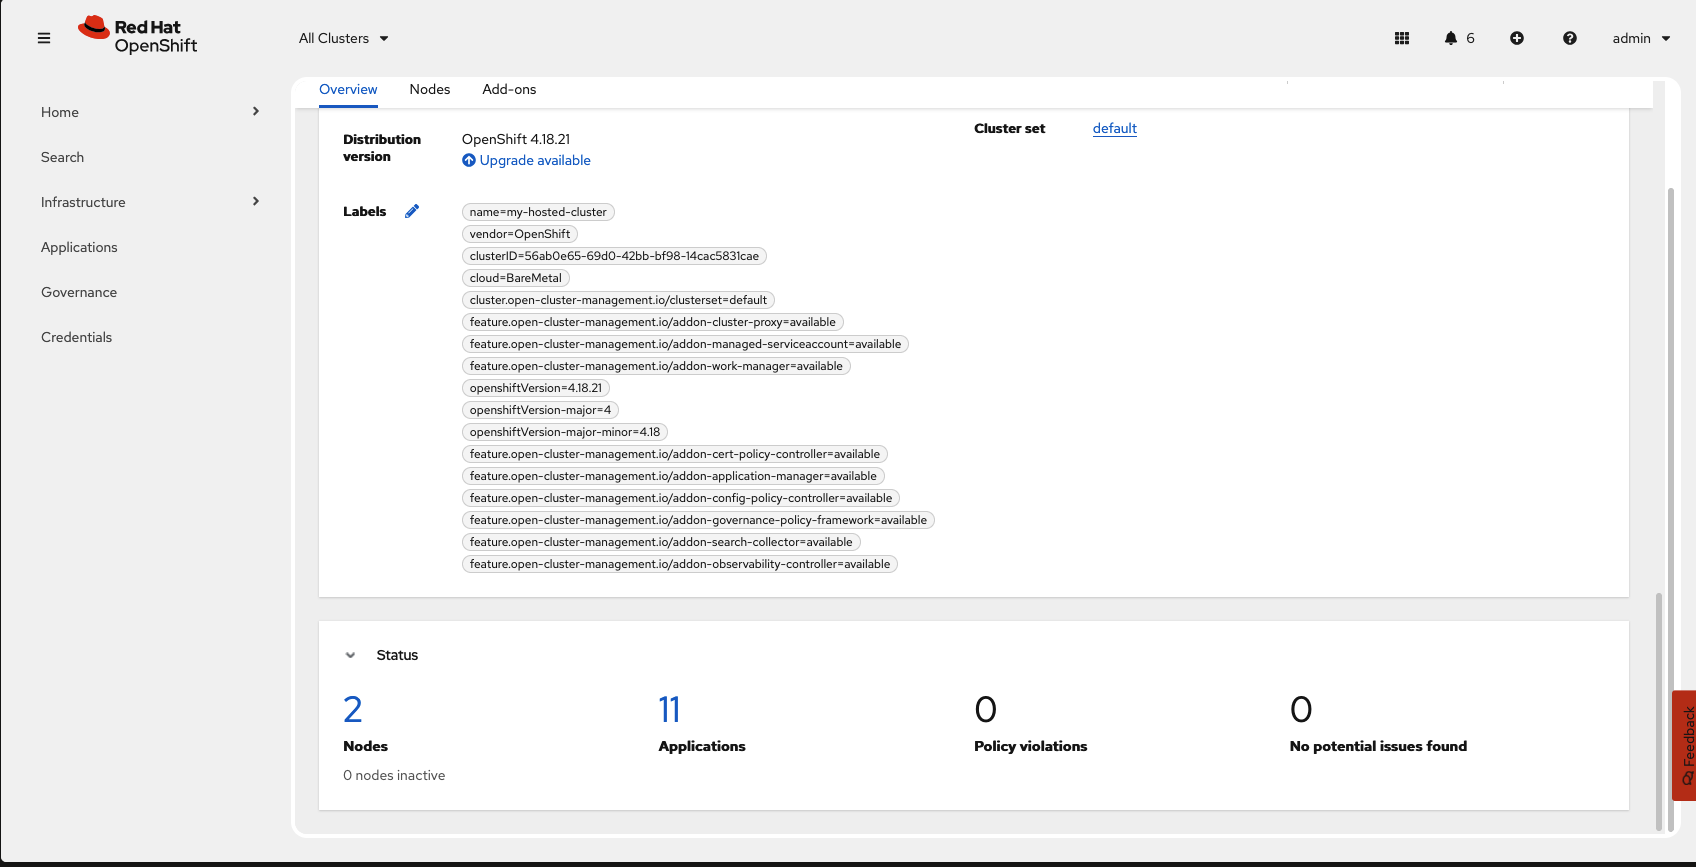 Red Hat
OpenShift
All Clusters
6
admin
Home
Search
Infrastructure
Applications
Governance
Credentials
Overview
Nodes
Add-ons
Distribution
version
OpenShift 4.18.21
Upgrade available
Cluster set
default
Labels
name=my-hosted-cluster
vendor=OpenShift
clusterID=56ab0e65-69d0-42bb-bf98-14cac5831cae
cloud=BareMetal
cluster.open-cluster-management.io/clusterset=default
feature.open-cluster-management.io/addon-cluster-proxy=available
feature.open-cluster-management.io/addon-managed-serviceaccount=available
feature.open-cluster-management.io/addon-work-manager=available
openshiftVersion=4.18.21
openshiftVersion-major=4
openshiftVersion-major-minor=4.18
feature.open-cluster-management.io/addon-cert-policy-controller=available
feature.open-cluster-management.io/addon-application-manager=available
feature.open-cluster-management.io/addon-config-policy-controller=available
feature.open-cluster-management.io/addon-governance-policy-framework=available
feature.open-cluster-management.io/addon-search-collector=available
feature.open-cluster-management.io/addon-observability-controller=available
Status
2
Nodes
0 nodes inactive
11
Applications
0
Policy violations
0
No potential issues found
Feedback